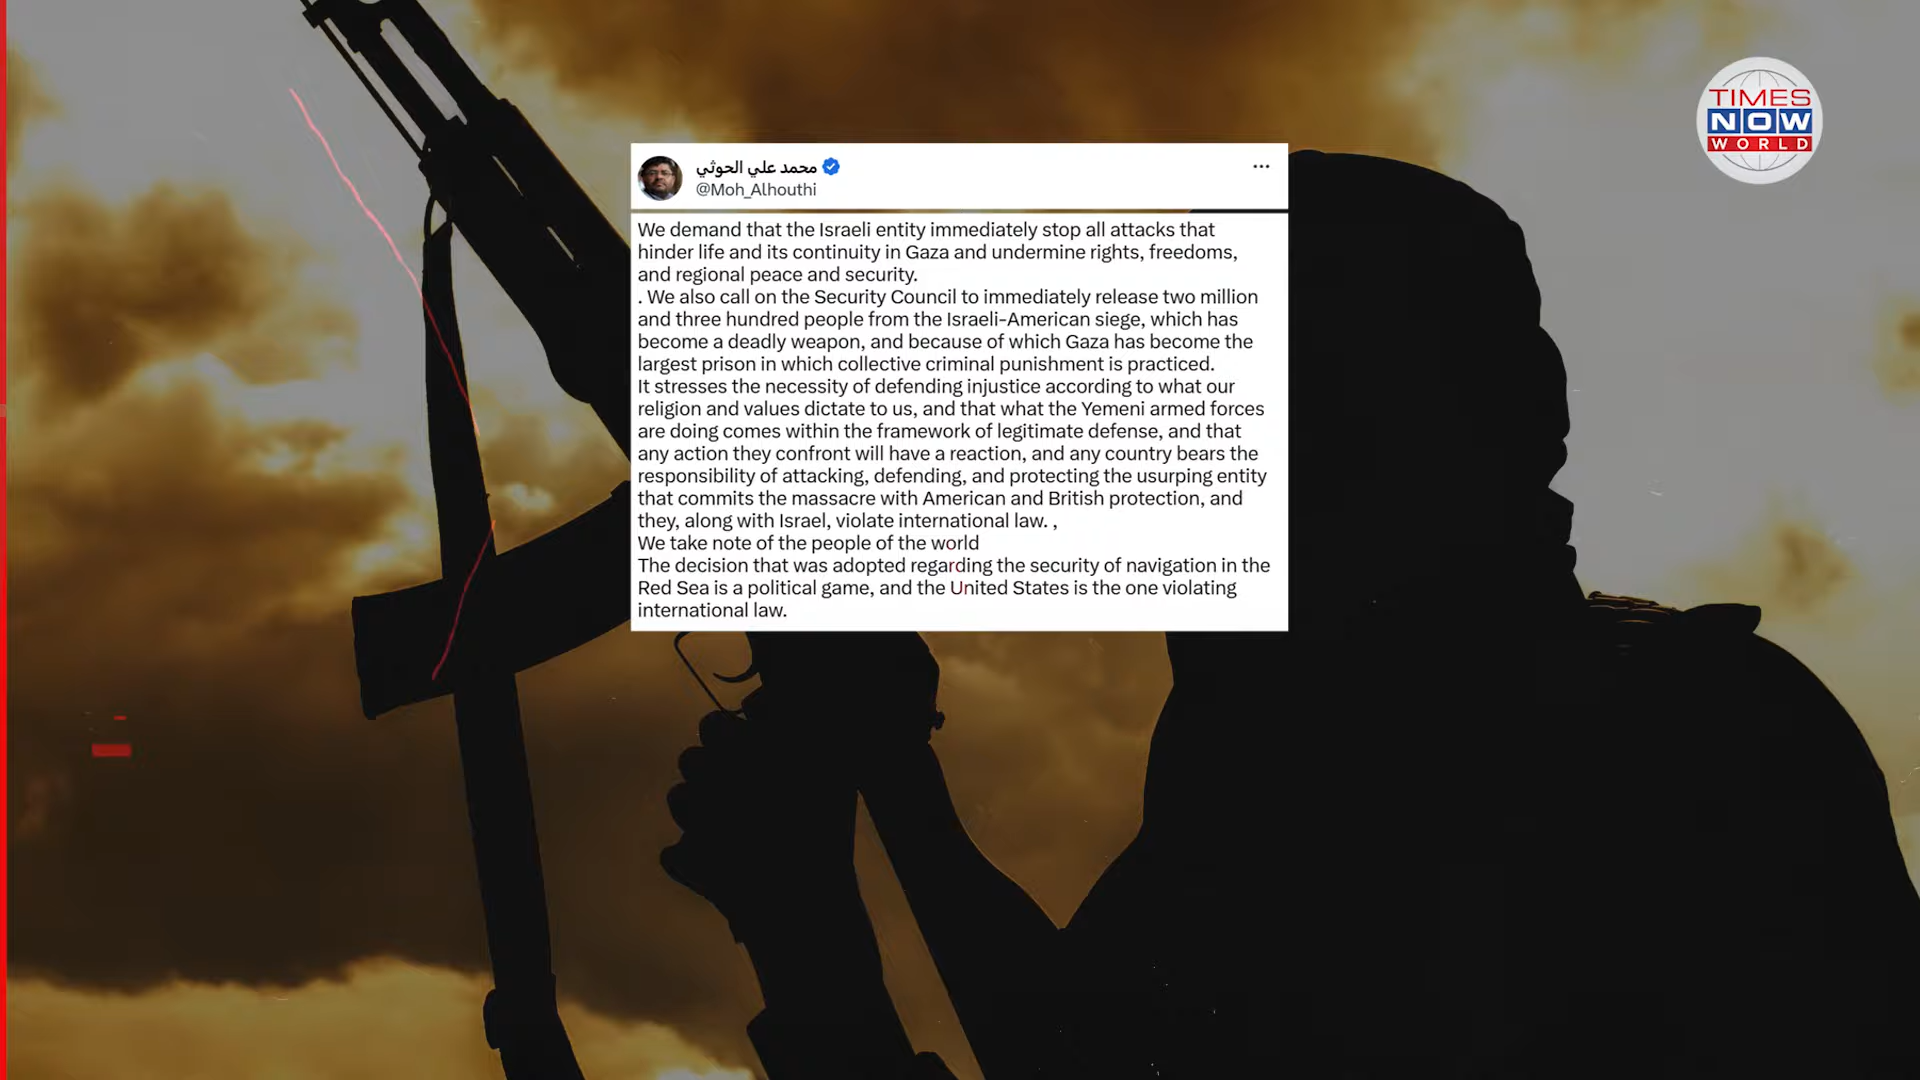 TIMES
NOW
WORLD
محمد علي الحوثي
@Moh_Alhouthi
We demand that the Israeli entity immediately stop all attacks that
hinder life and its continuity in Gaza and undermine rights, freedoms,
and regional peace and security.
. We also call on the Security Council to immediately release two million
and three hundred people from the Israeli-American siege, which has
become a deadly weapon, and because of which Gaza has become the
largest prison in which collective criminal punishment is practiced.
It stresses the necessity of defending injustice according to what our
religion and values dictate to us, and that what the Yemeni armed forces
are doing comes within the framework of legitimate defense, and that
any action they confront will have a reaction, and any country bears the
responsibility of attacking, defending, and protecting the usurping entity
that commits the massacre with American and British protection, and
they, along with Israel, violate international law. ,
We take note of the people of the world
The decision that was adopted regarding the security of navigation in the
Red Sea is a political game, and the United States is the one violating
international law.